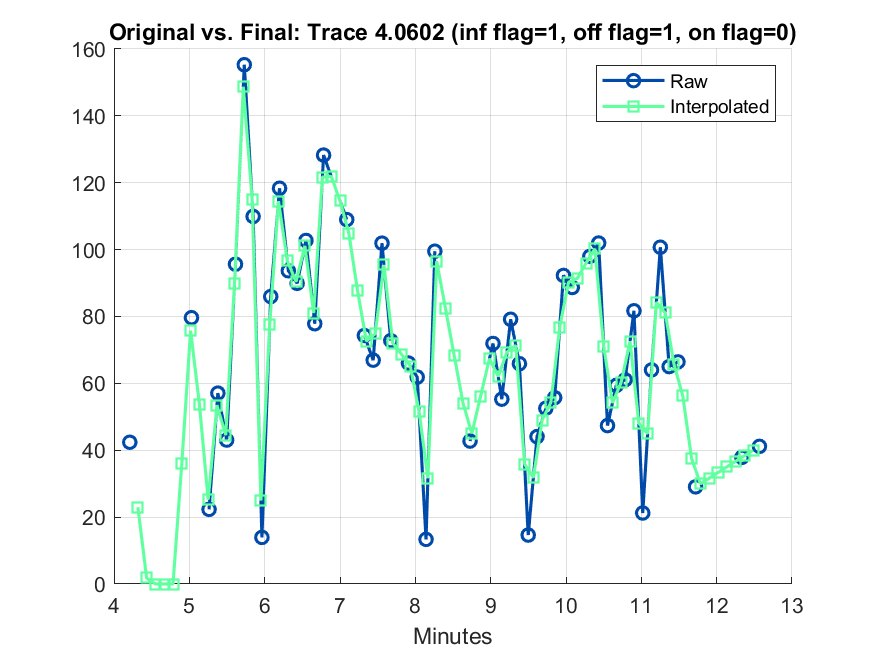 Original vs. Final: Trace 4.0602 (inf flag=1, off flag=1, on flag=0)
160
140
120
100
80
60
40
20
0
Raw
Interpolated
4 5 6 7 8 9 10 11 12 13
Minutes